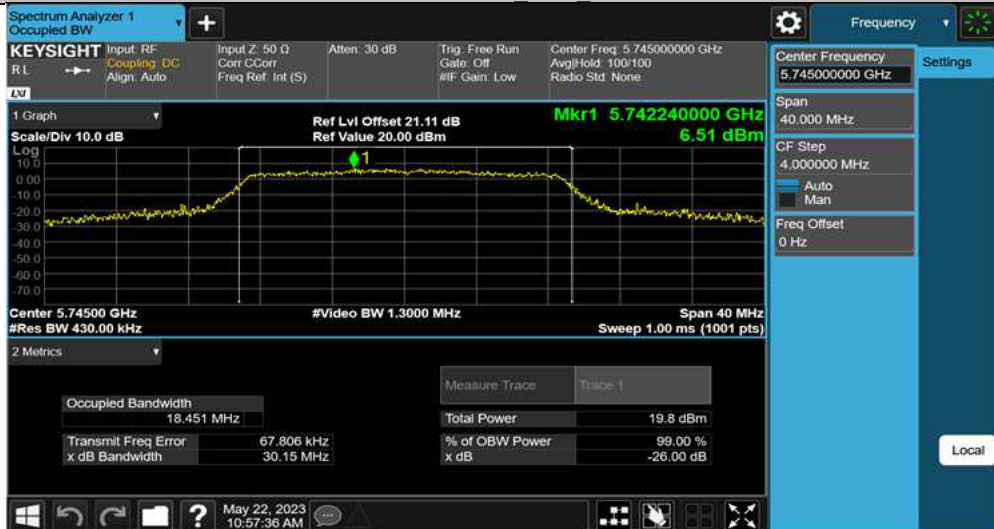 Spectrum Analyzer 1
Occupied BW
Frequency
KEYSIGHT
RL
LXI
Input: RF
Coupling: DC
Align: Auto
Input Z: 50 Ω
Corr CCorr
Freq Ref: Int (S)
Atten: 30 dB
Trig: Free Run
Gate: Off
#IF Gain: Low
Center Freq: 5.745000000 GHz
Avg|Hold: 100/100
Radio Std: None
Center Frequency
5.745000000 GHz
Settings
Span
40.000 MHz
CF Step
4.000000 MHz
Auto
Man
Freq Offset
0 Hz
Local
1 Graph
Scale/Div 10.0 dB
Ref Lvl Offset 21.11 dB
Ref Value 20.00 dBm
Mkr1 5.742240000 GHz
6.51 dBm
Log
10.0
0.00
-10.0
-20.0
-30.0
-40.0
-50.0
-60.0
-70.0
1
Center 5.74500 GHz
#Video BW 1.3000 MHz
Span 40 MHz
#Res BW 430.00 kHz
Sweep 1.00 ms (1001 pts)
2 Metrics
Measure Trace
Trace 1
Occupied Bandwidth
18.451 MHz
Total Power
19.8 dBm
Transmit Freq Error
67.806 kHz
% of OBW Power
99.00 %
x dB Bandwidth
30.15 MHz
x dB
-26.00 dB
?
May 22, 2023
10:57:36 AM